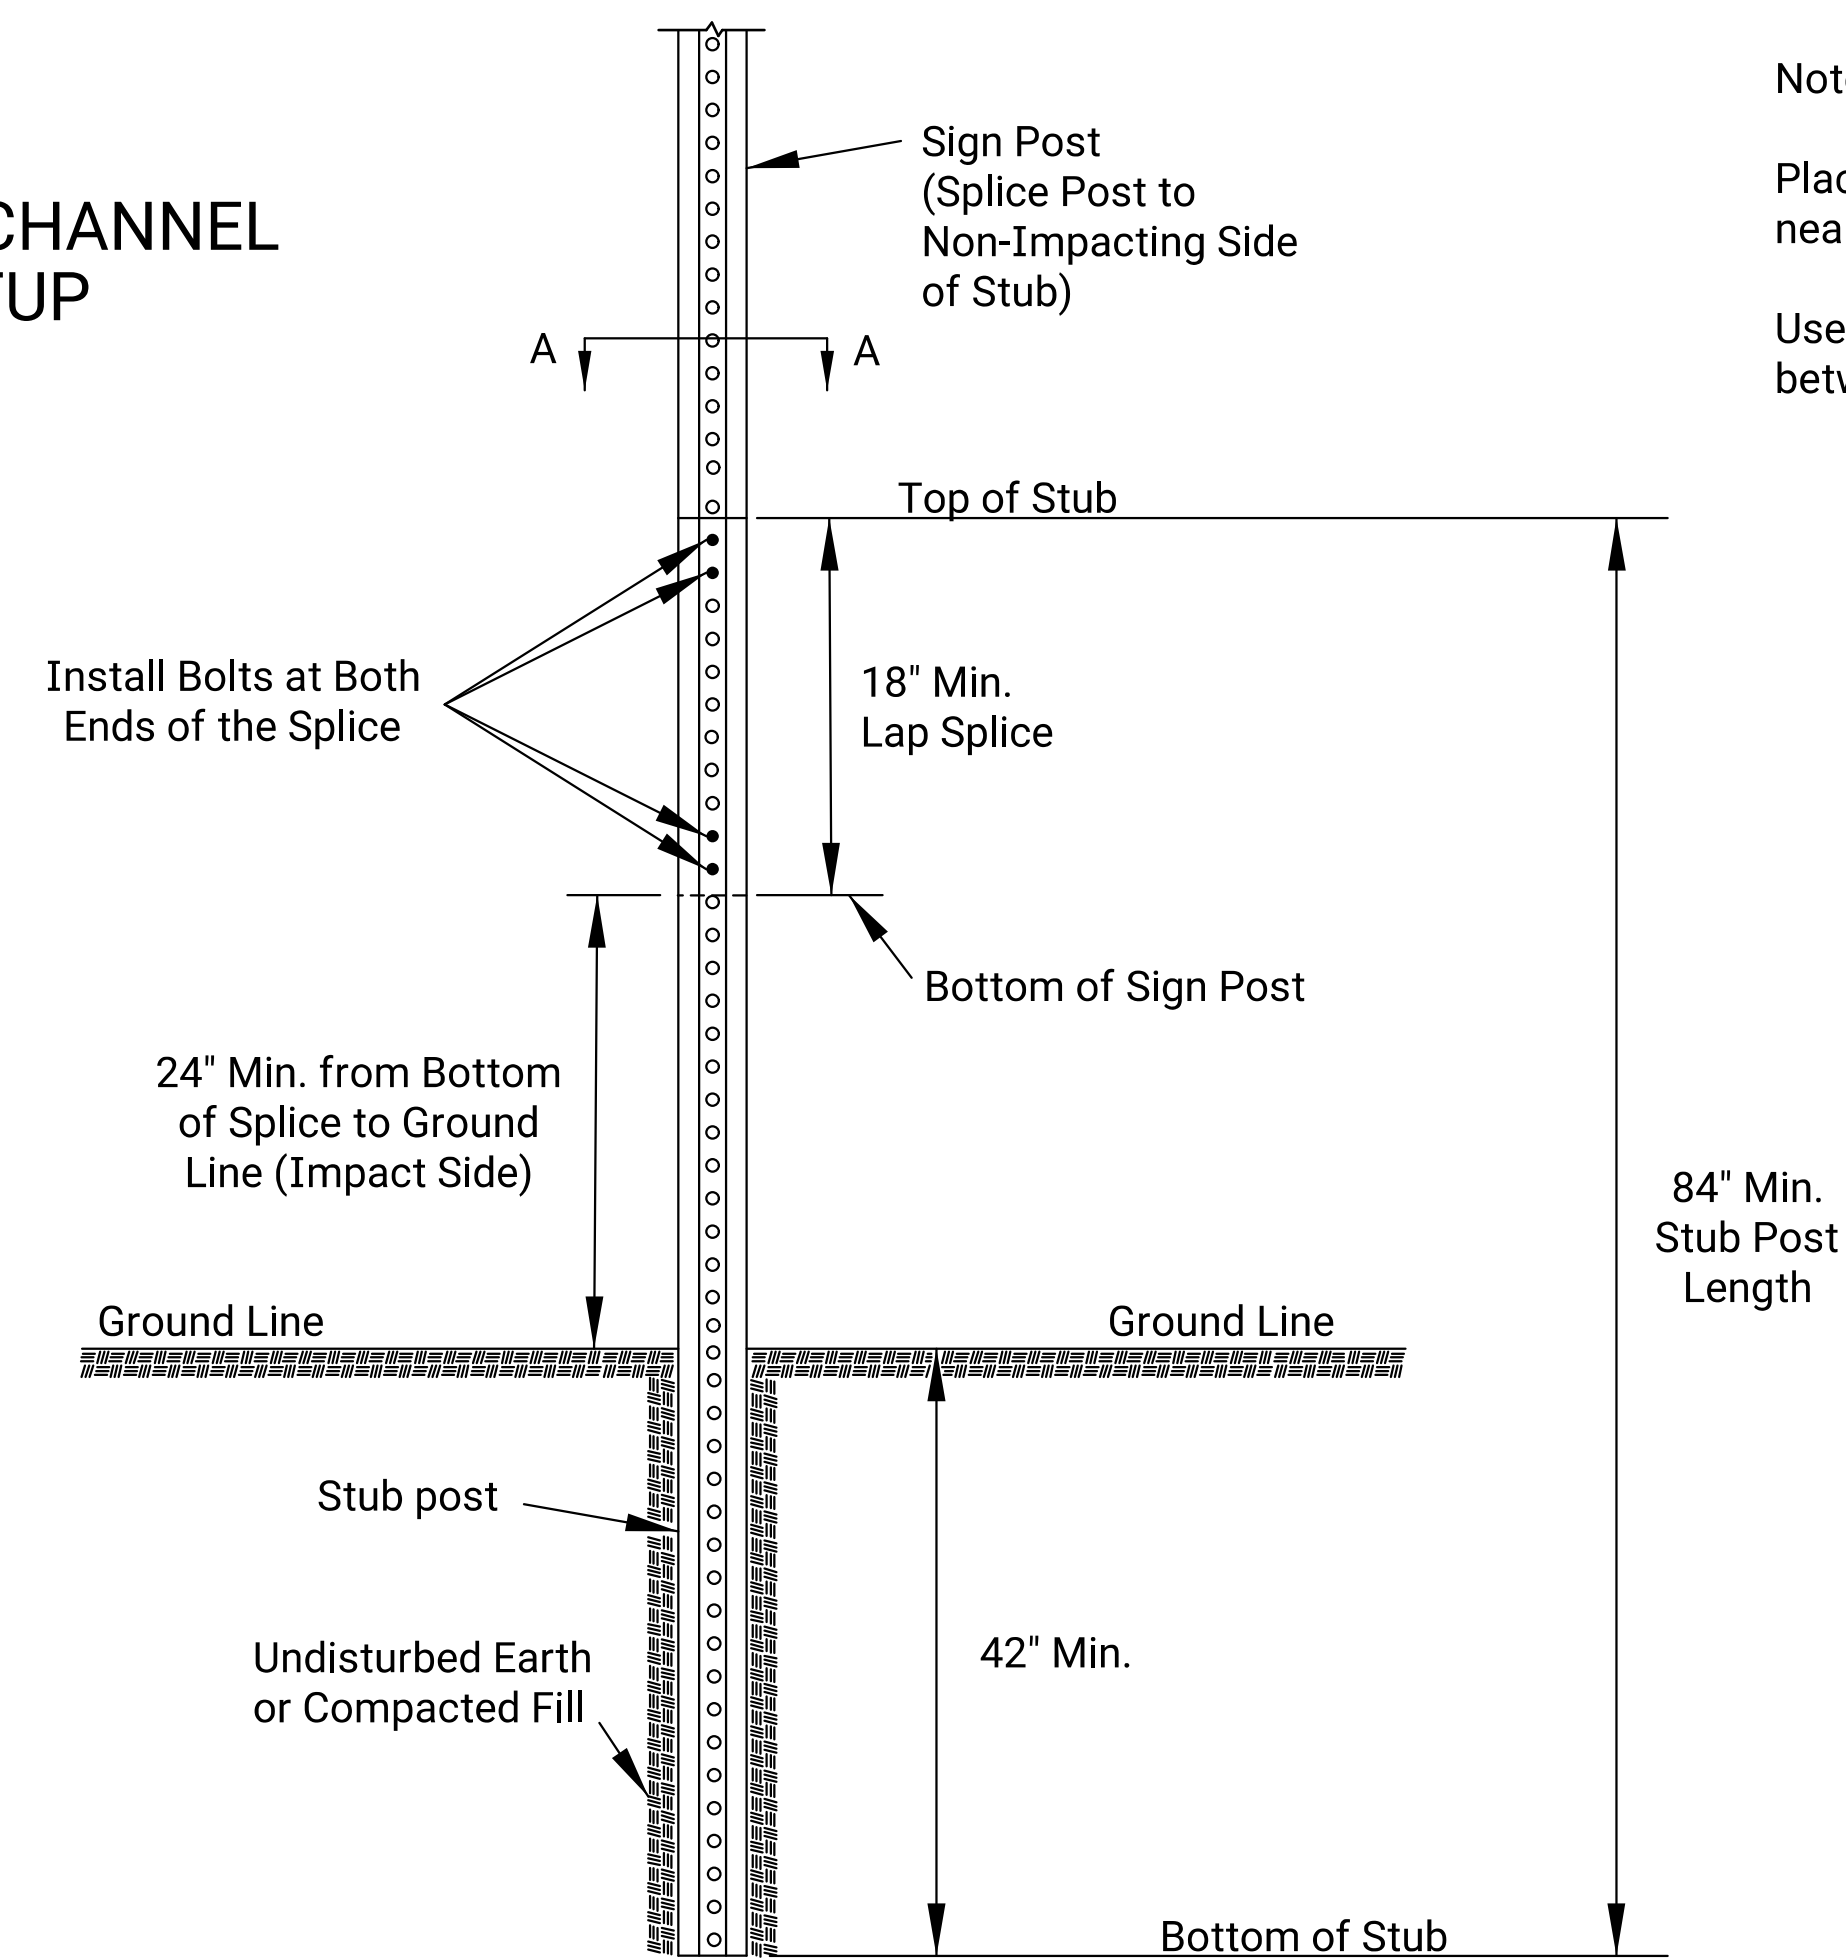 CHANNEL
Sign Post
(Splice Post to
Non-Impacting Side
of Stub)
A
A
Top of Stub
Install Bolts at Both
Ends of the Splice
18" Min.
Lap Splice
Bottom of Sign Post
24" Min. from Bottom
of Splice to Ground
Line (Impact Side)
84" Min.
Stub Post
Length
Ground Line
Ground Line
Stub post
Undisturbed Earth
or Compacted Fill
42" Min.
Bottom of Stub
Use